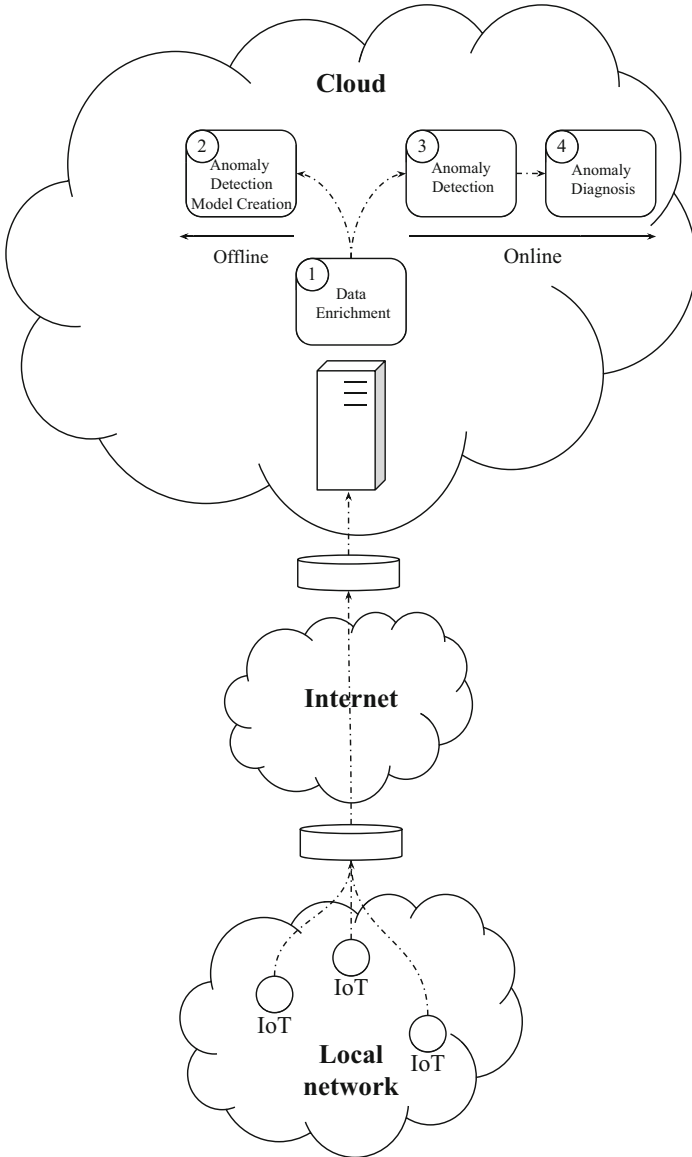 Cloud
2
Anomaly
Detection
Model Creation
3
Anomaly
Detection
4
Anomaly
Diagnosis
Offline
Online
1
Data
Enrichment
Internet
IoT
IoT
IoT
Local
network